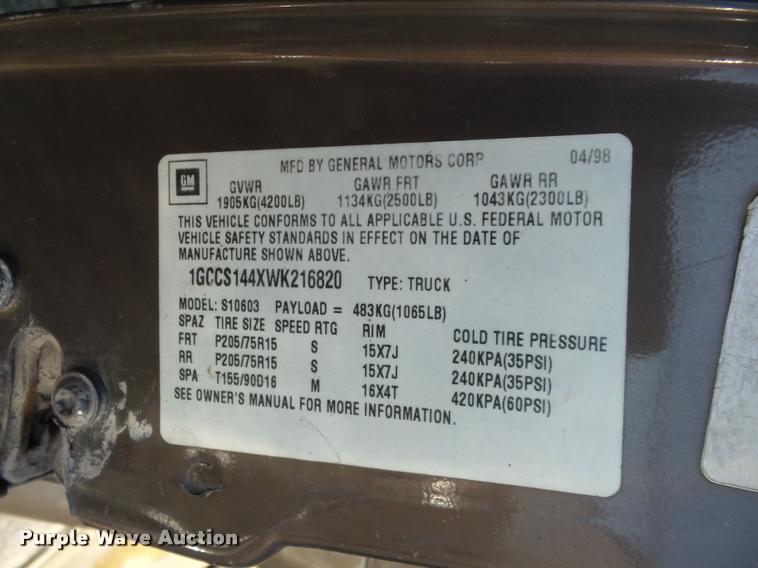 MFD BY GENERAL MOTORS CORP 04/98
GM
GVWR GAWR FRT GAWR RR
1905KG(4200LB) 1134KG(2500LB) 1043KG(2300LB)
THIS VEHICLE CONFORMS TO ALL APPLICABLE U.S. FEDERAL MOTOR
VEHICLE SAFETY STANDARDS IN EFFECT ON THE DATE OF
MANUFACTURE SHOWN ABOVE.
1GCCS144XWK216820 TYPE: TRUCK
MODEL: S10603 PAYLOAD = 483KG(1065LB)
SPAZ TIRE SIZE SPEED RTG RIM COLD TIRE PRESSURE
FRT P205/75R15 S 15X7J 240KPA(35PSI)
RR P205/75R15 S 15X7J 240KPA(35PSI)
SPA T155/90D16 M 16X4T 420KPA(60PSI)
SEE OWNER'S MANUAL FOR MORE INFORMATION.
Purple Wave Auction